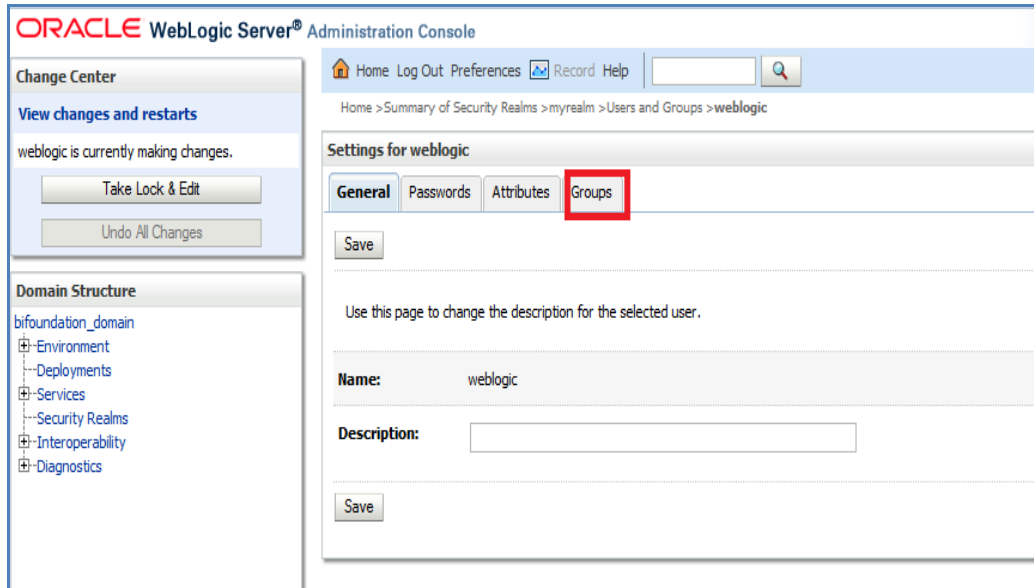 ORACLE WebLogic Server® Administration Console
Change Center
View changes and restarts
weblogic is currently making changes.
Take Lock & Edit
Undo All Changes
Domain Structure
bifoundation_domain
Environment
Deployments
Services
Security Realms
Interoperability
Diagnostics
Home Log Out Preferences Record Help
Home >Summary of Security Realms >myrealm >Users and Groups >weblogic
Settings for weblogic
General Passwords Attributes Groups
Save
Use this page to change the description for the selected user.
Name: weblogic
Description:
Save